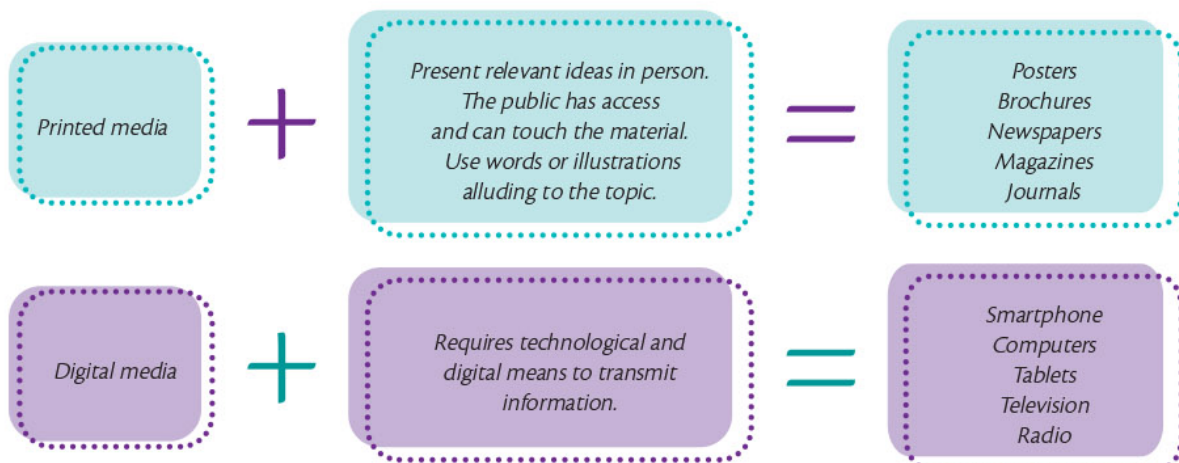 Printed media
Present relevant ideas in person.
The public has access
and can touch the material.
Use words or illustrations
alluding to the topic.
Posters
Brochures
Newspapers
Magazines
Journals
Digital media
Requires technological and
digital means to transmit
information.
Smartphone
Computers
Tablets
Television
Radio